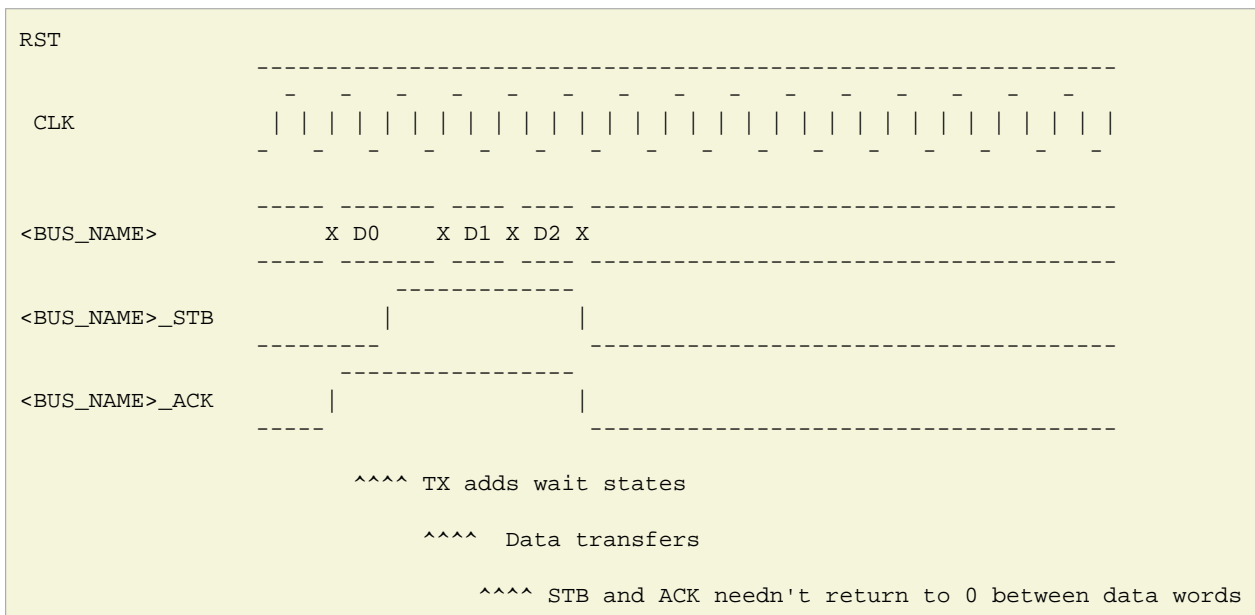 RST
---------------------------------------------------------------
- - - - - - - - - - - - - - -
CLK | | | | | | | | | | | | | | | | | | | | | | | | | | | | | | |
- - - - - - - - - - - - - - - -
----- ------- ---- ---- ---------------------------------------
<BUS_NAME> X D0 X D1 X D2 X
----- ------- ---- ---- ---------------------------------------
-------------
<BUS_NAME>_STB | |
--------- ---------------------------------------
-----------------
<BUS_NAME>_ACK | |
----- ---------------------------------------
^^^^ TX adds wait states
^^^^ Data transfers
^^^^ STB and ACK needn't return to 0 between data words